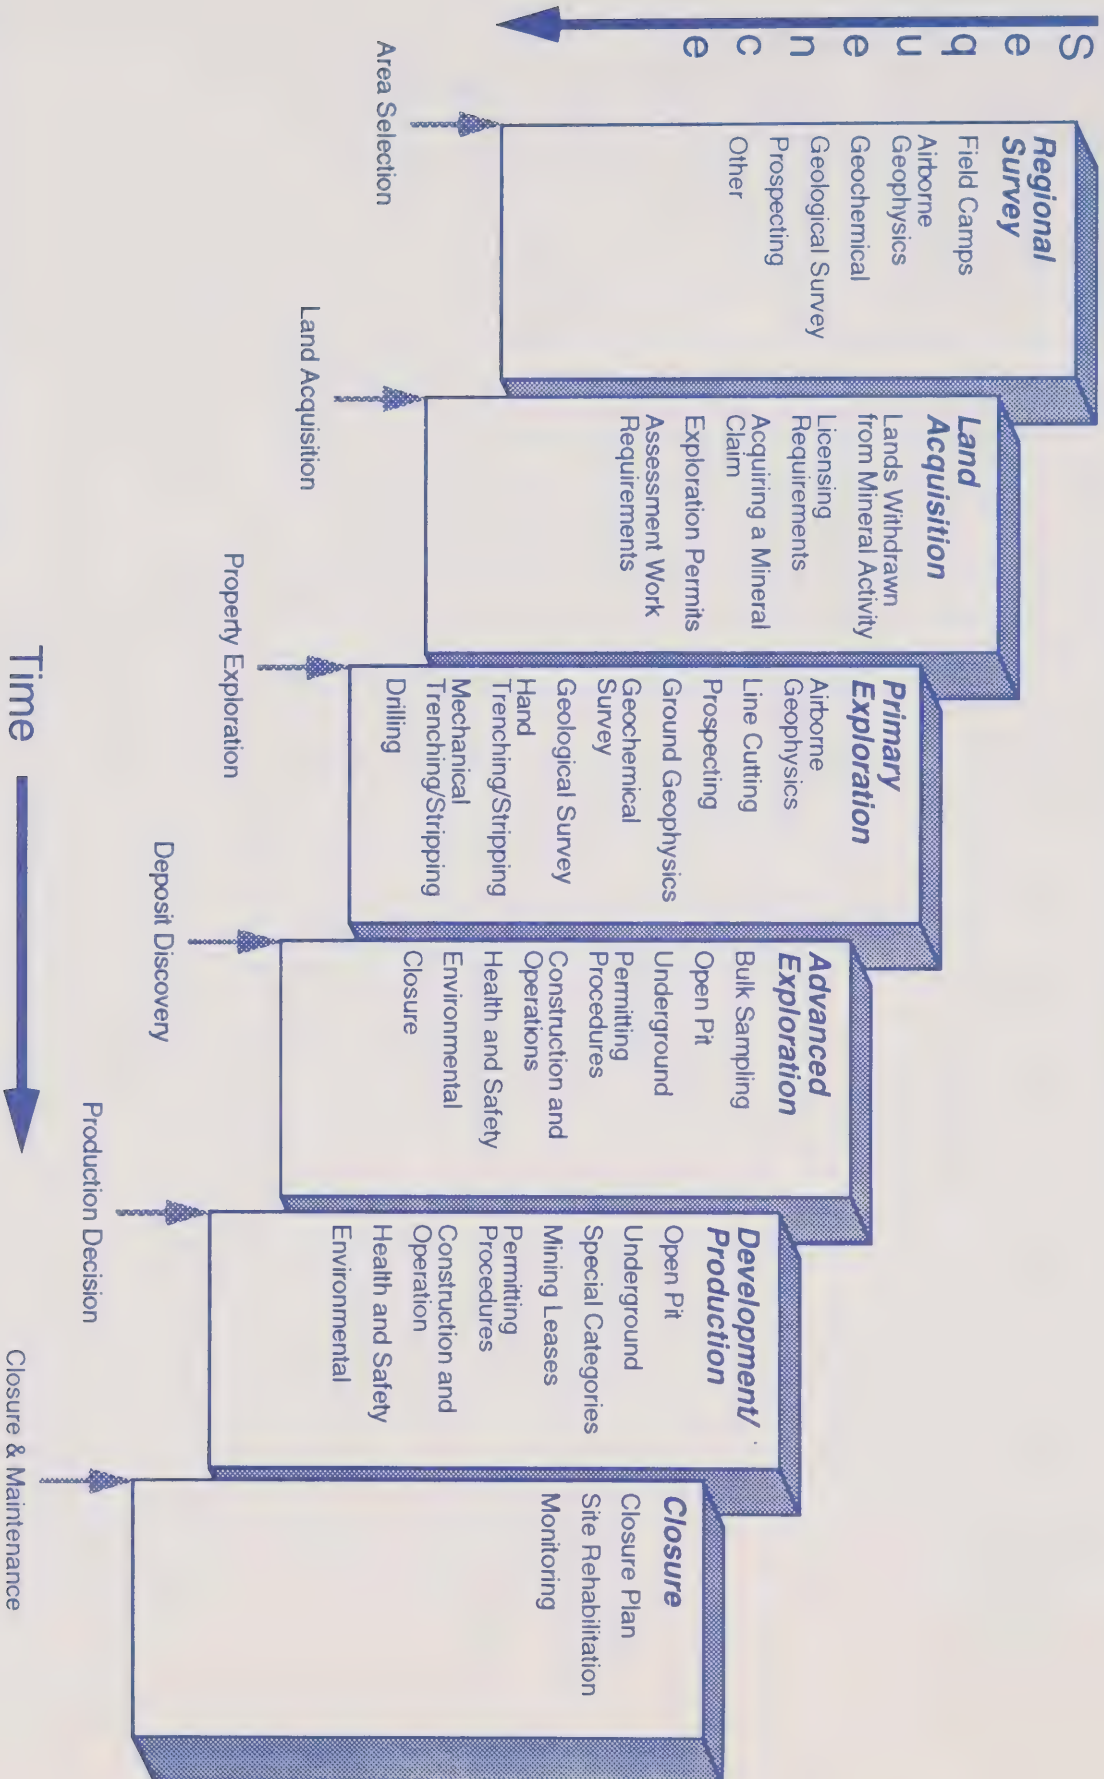 Sequence
Regional
Survey
Field Camps
Airborne
Geophysics
Geochemical
Geological Survey
Prospecting
Other
Land
Acquisition
Lands Withdrawn
from Mineral Activity
Licensing
Requirements
Acquiring a Mineral
Claim
Exploration Permits
Assessment Work
Requirements
Primary
Exploration
Airborne
Geophysics
Line Cutting
Prospecting
Ground Geophysics
Geochemical
Survey
Geological Survey
Hand
Trenching/Stripping
Mechanical
Trenching/Stripping
Drilling
Advanced
Exploration
Bulk Sampling
Open Pit
Underground
Permitting
Procedures
Construction and
Operations
Health and Safety
Environmental
Closure
Development/
Production
Open Pit
Underground
Special Categories
Mining Leases
Permitting
Procedures
Construction and
Operation
Health and Safety
Environmental
Closure
Closure Plan
Site Rehabilitation
Monitoring
Area Selection
Land Acquisition
Property Exploration
Deposit Discovery
Production Decision
Closure & Maintenance
Time